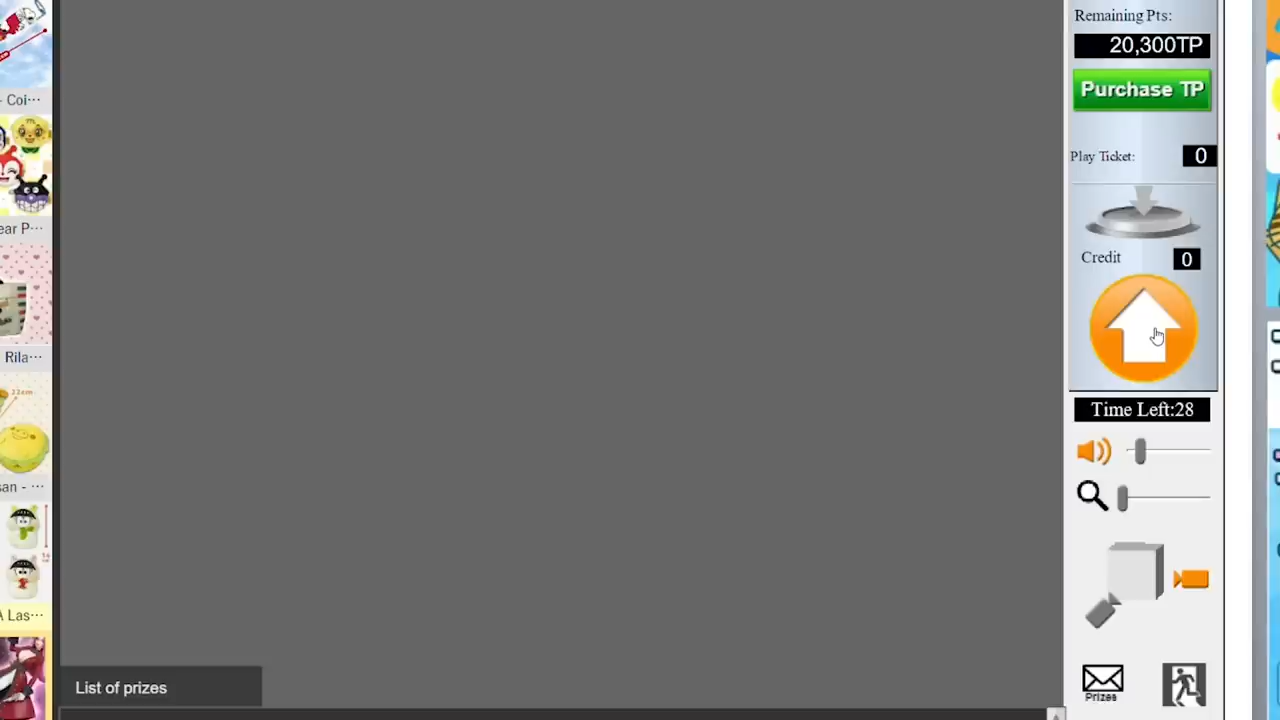 Remaining Pts:
20,300TP
Purchase TP
Play Ticket: 0
Credit 0
Time Left:28
Prizes
- Coi···
ear P···
Rila···
san - ···
A Las···
22cm
List of prizes